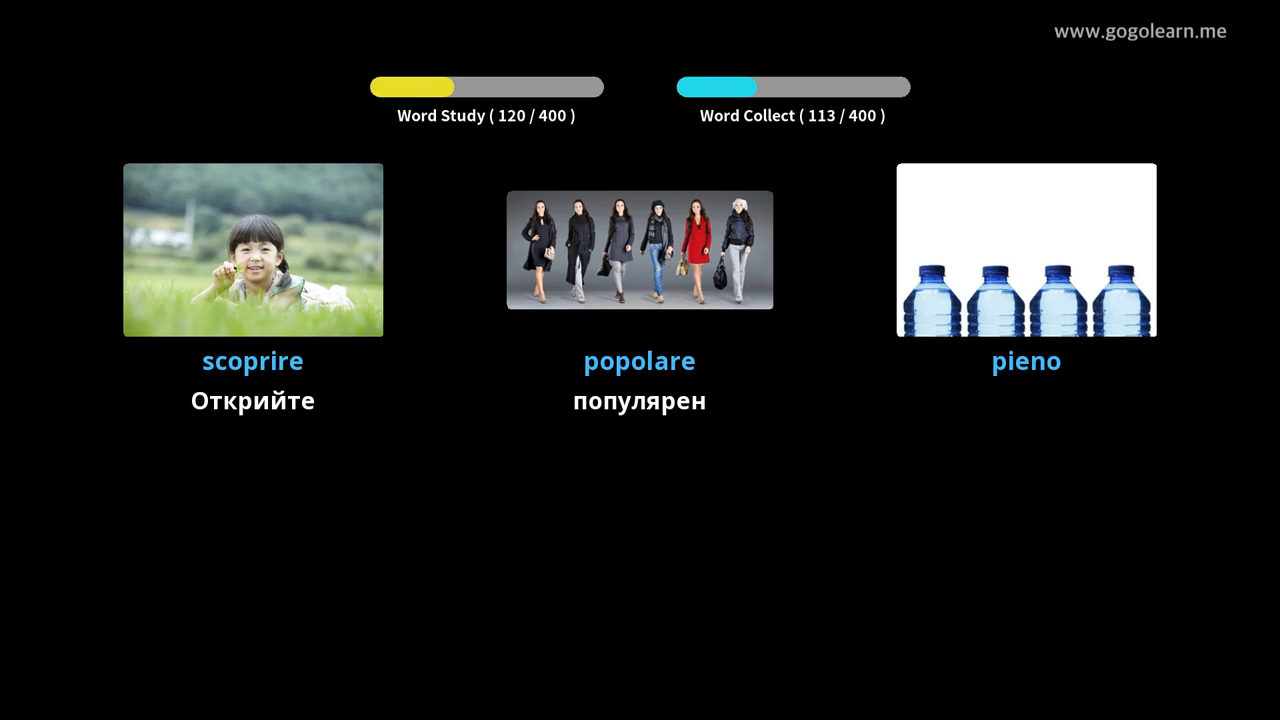 www.gogolearn.me
Word Study ( 120 / 400 )
Word Collect ( 113 / 400 )
scoprire
popolare
pieno
Открийте
популярен